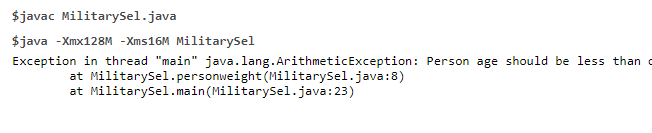 $javac MilitarySel.java
$java -Xmx128M -Xms16M MilitarySel
Exception in thread "main" java.lang.ArithmeticException: Person age should be less than
at MilitarySel.personweight(MilitarySel.java:8)
at MilitarySel.main(MilitarySel.java:23)